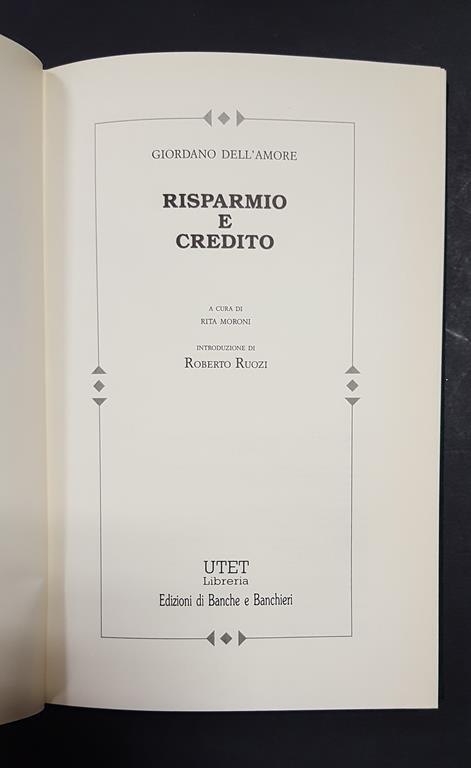 GIORDANO DELL'AMORE
RISPARMIO
E
CREDITO
A CURA DI
RITA MORONI
INTRODUZIONE DI
ROBERTO RUOZI
UTET
Libreria
Edizioni di Banche e Banchieri